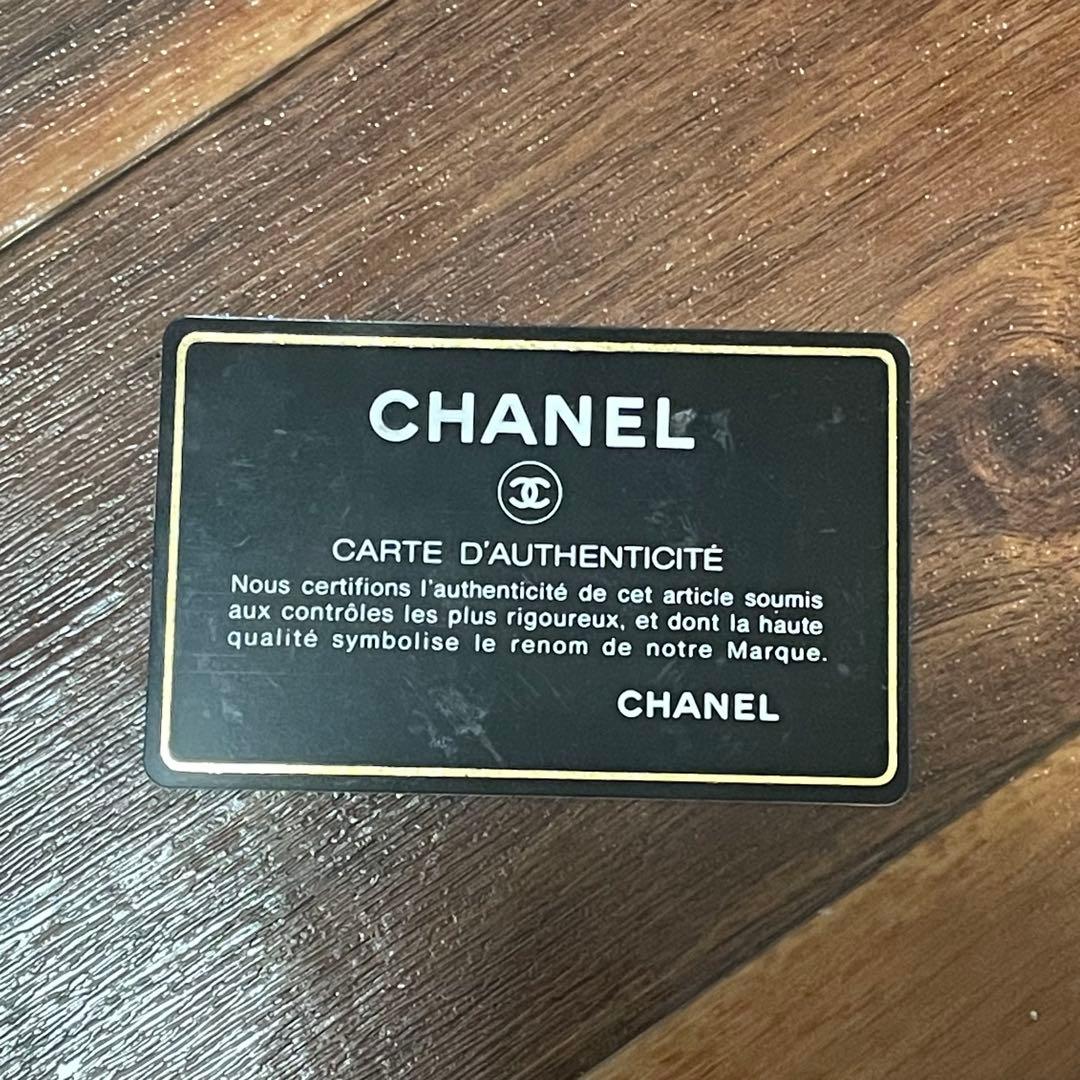 CHANEL
CARTE D'AUTHENTICITÉ
Nous certifions l'authenticité de cet article soumis
aux contrôles les plus rigoureux, et dont la haute
qualité symbolise le renom de notre Marque.
CHANEL